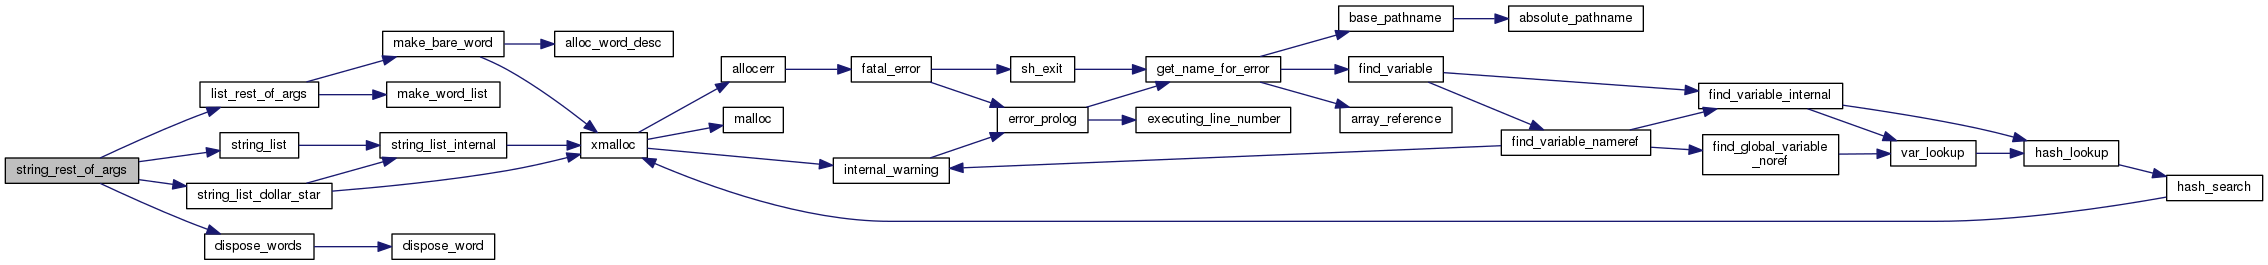 string_rest_of_args
list_rest_of_args
string_list
string_list_dollar_star
dispose_words
make_bare_word
make_word_list
string_list_internal
dispose_word
alloc_word_desc
xmalloc
allocerr
malloc
internal_warning
fatal_error
sh_exit
error_prolog
get_name_for_error
executing_line_number
base_pathname
find_variable
array_reference
absolute_pathname
find_variable_nameref
find_variable_internal
find_global_variable
_noref
var_lookup
hash_lookup
hash_search